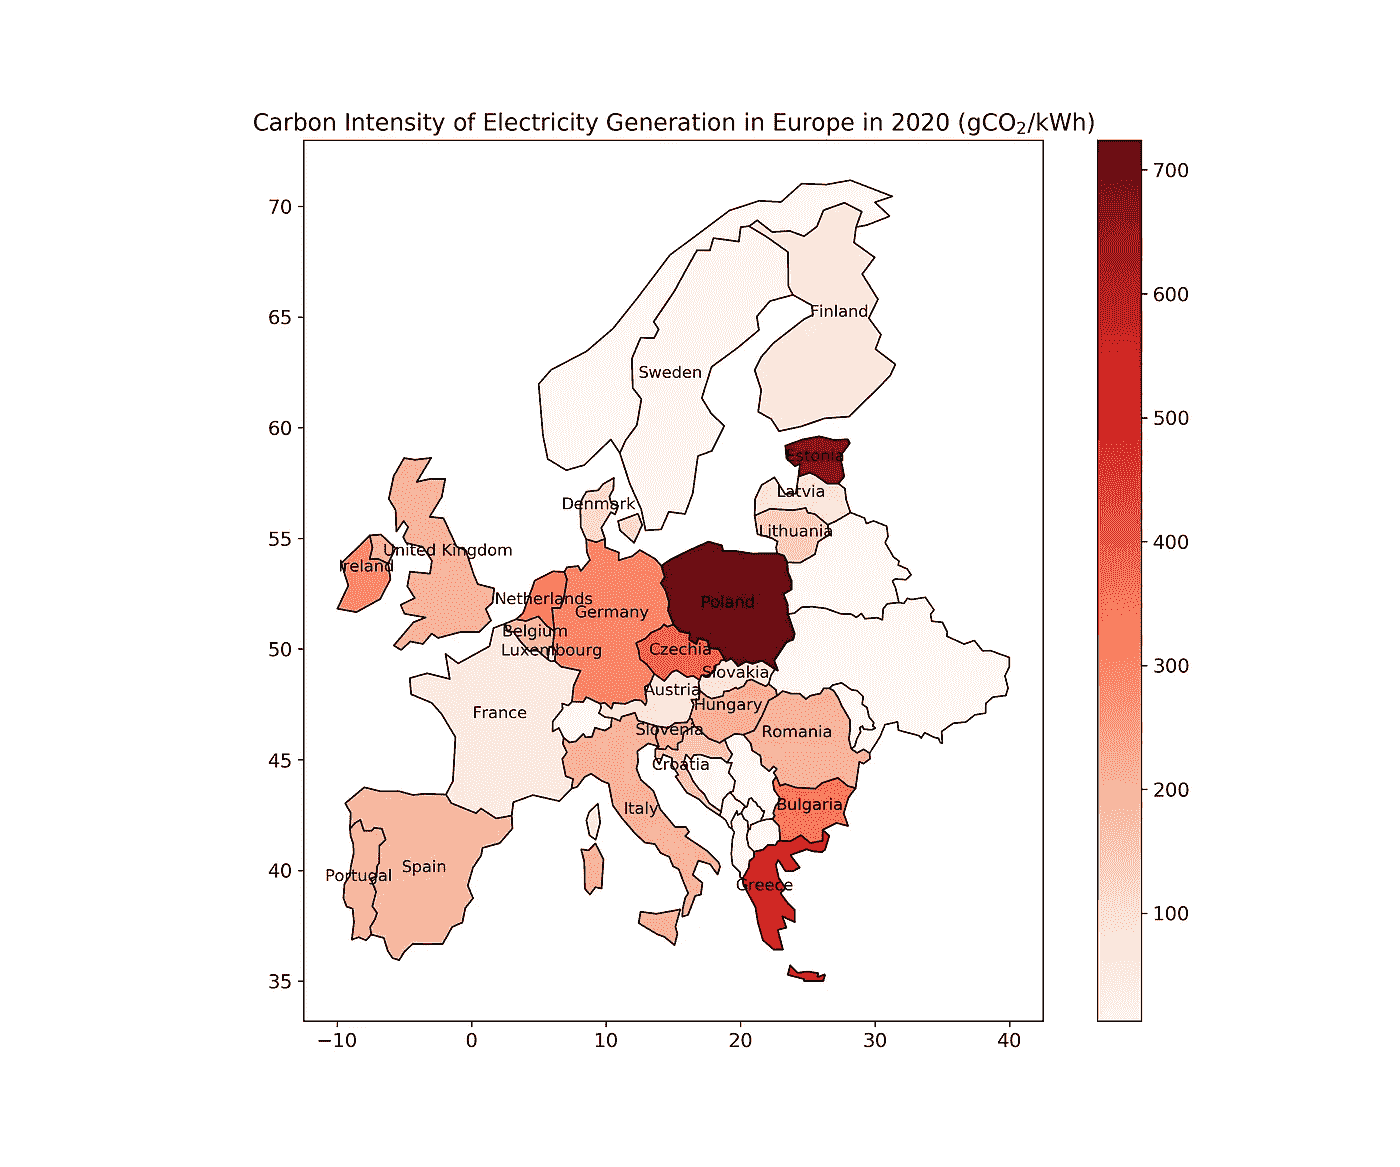 Carbon Intensity of Electricity Generation in Europe in 2020 (gCO₂/kWh)
70
65
60
55
50
45
40
35
−10
0
10
20
30
40
Finland
Sweden
Estonia
Latvia
Denmark
Lithuania
United Kingdom
Ireland
Netherlands
Poland
Germany
Belgium
Luxembourg
Czechia
Slovakia
Austria
Hungary
France
Slovenia
Romania
Croatia
Italy
Bulgaria
Spain
Portugal
Greece
700
600
500
400
300
200
100